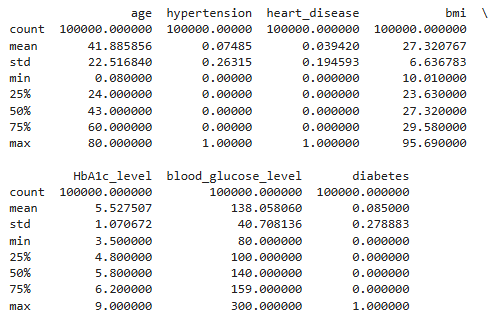 age hypertension heart_disease bmi \
count 100000.000000 100000.00000 100000.000000 100000.000000
mean 41.885856 0.07485 0.039420 27.320767
std 22.516840 0.26315 0.194593 6.636783
min 0.080000 0.00000 0.000000 10.010000
25% 24.000000 0.00000 0.000000 23.630000
50% 43.000000 0.00000 0.000000 27.320000
75% 60.000000 0.00000 0.000000 29.580000
max 80.000000 1.00000 1.000000 95.690000
HbA1c_level blood_glucose_level diabetes
count 100000.000000 100000.000000 100000.000000
mean 5.527507 138.058060 0.085000
std 1.070672 40.708136 0.278883
min 3.500000 80.000000 0.000000
25% 4.800000 100.000000 0.000000
50% 5.800000 140.000000 0.000000
75% 6.200000 159.000000 0.000000
max 9.000000 300.000000 1.000000